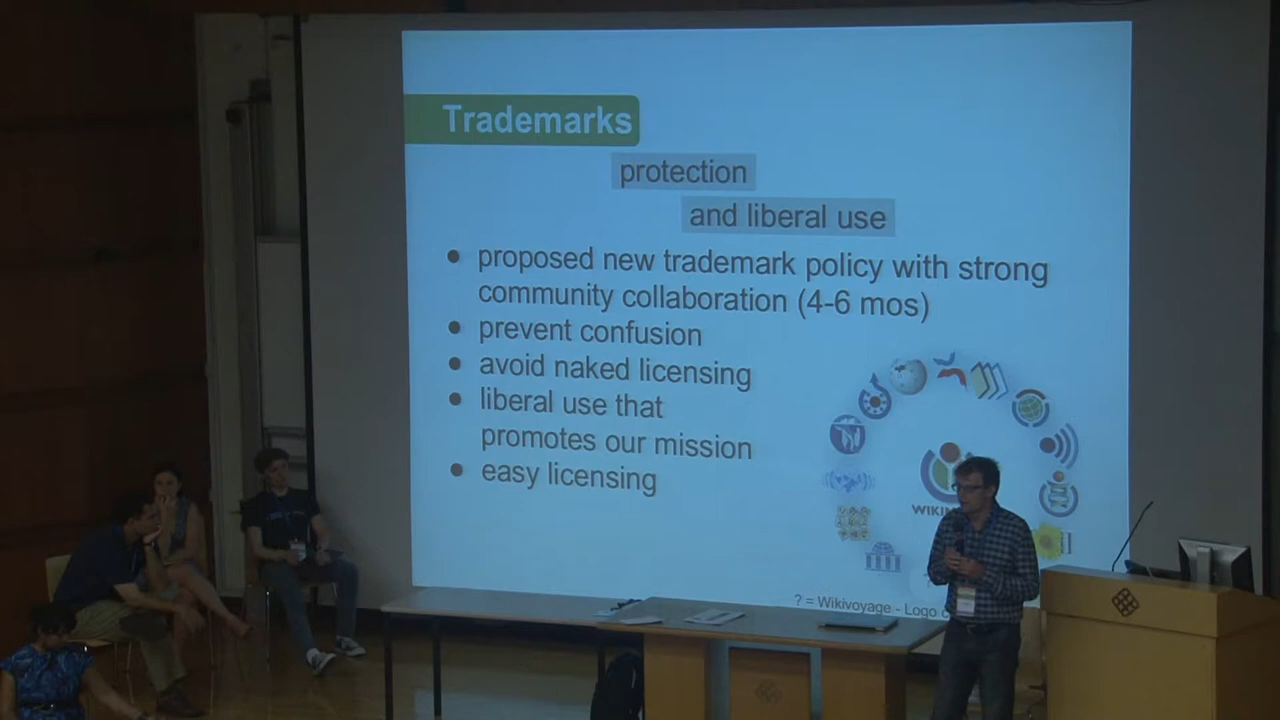 Trademarks
protection
and liberal use
proposed new trademark policy with strong
community collaboration (4-6 mos)
prevent confusion
avoid naked licensing
liberal use that
promotes our mission
easy licensing
? = Wikivoyage - Logo